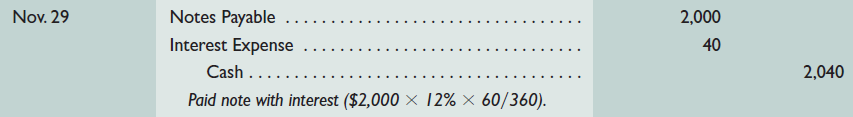 Nov. 29 Notes Payable . . . . . . . . . . . . . . . . . . . . . . . . . . . . . . . . 2,000
Interest Expense . . . . . . . . . . . . . . . . . . . . . . . . . . . . . . 40
Cash . . . . . . . . . . . . . . . . . . . . . . . . . . . . . . . . . . . . 2,040
Paid note with interest ($2,000 × 12% × 60/360).